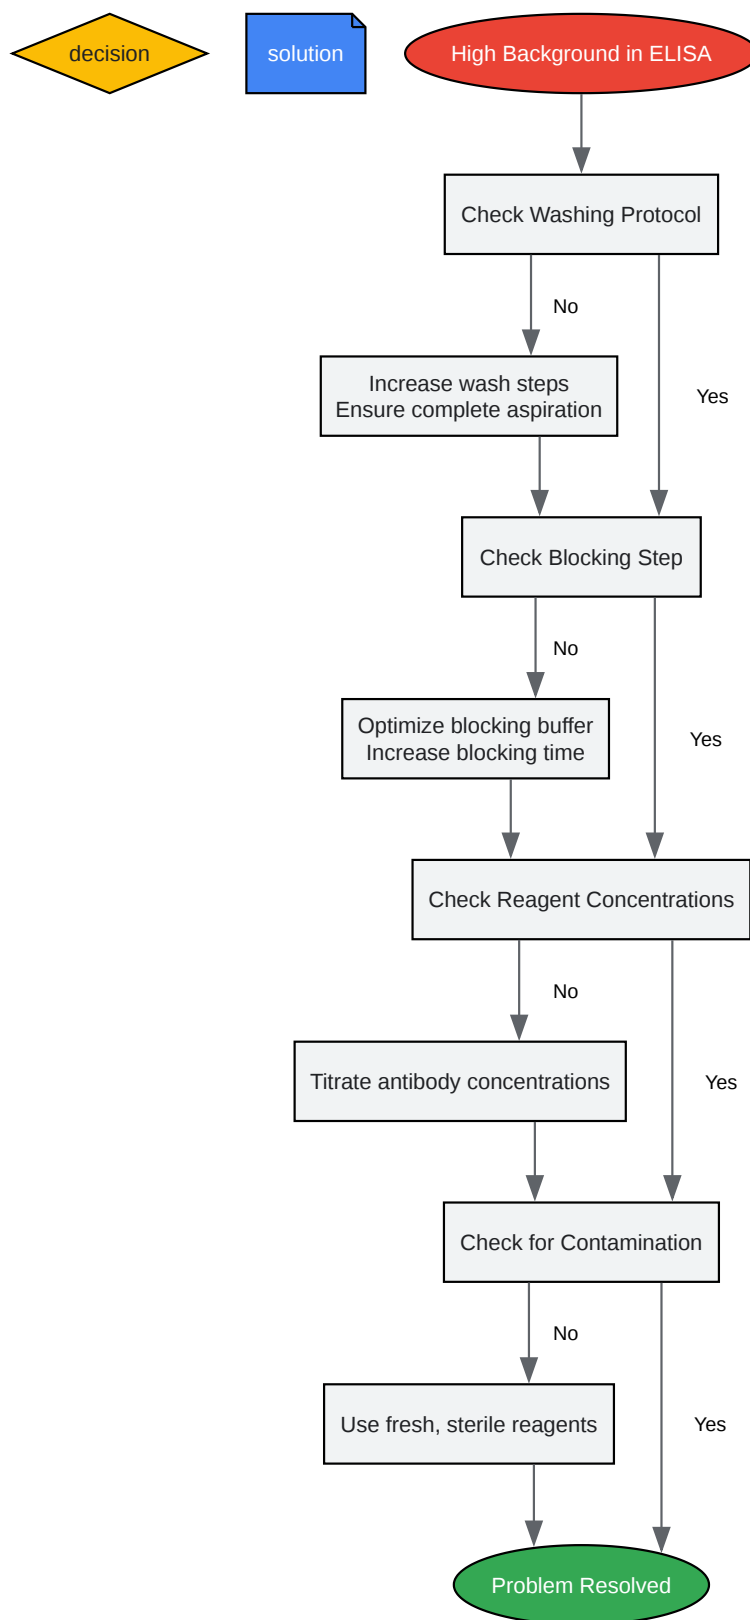 decision
solution
High Background in ELISA
Check Washing Protocol
No
Increase wash steps
Ensure complete aspiration
Yes
Check Blocking Step
No
Optimize blocking buffer
Increase blocking time
Yes
Check Reagent Concentrations
No
Titrate antibody concentrations
Yes
Check for Contamination
No
Use fresh, sterile reagents
Yes
Problem Resolved